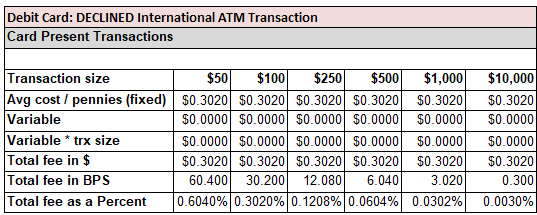 Debit Card: DECLINED International ATM Transaction
Card Present Transactions
Transaction size $50 $100 $250 $500 $1,000 $10,000
Avg cost / pennies (fixed) $0.3020 $0.3020 $0.3020 $0.3020 $0.3020 $0.3020
Variable $0.0000 $0.0000 $0.0000 $0.0000 $0.0000 $0.0000
Variable * trx size $0.0000 $0.0000 $0.0000 $0.0000 $0.0000 $0.0000
Total fee in $ $0.3020 $0.3020 $0.3020 $0.3020 $0.3020 $0.3020
Total fee in BPS 60.400 30.200 12.080 6.040 3.020 0.300
Total fee as a Percent 0.6040% 0.3020% 0.1208% 0.0604% 0.0302% 0.0030%